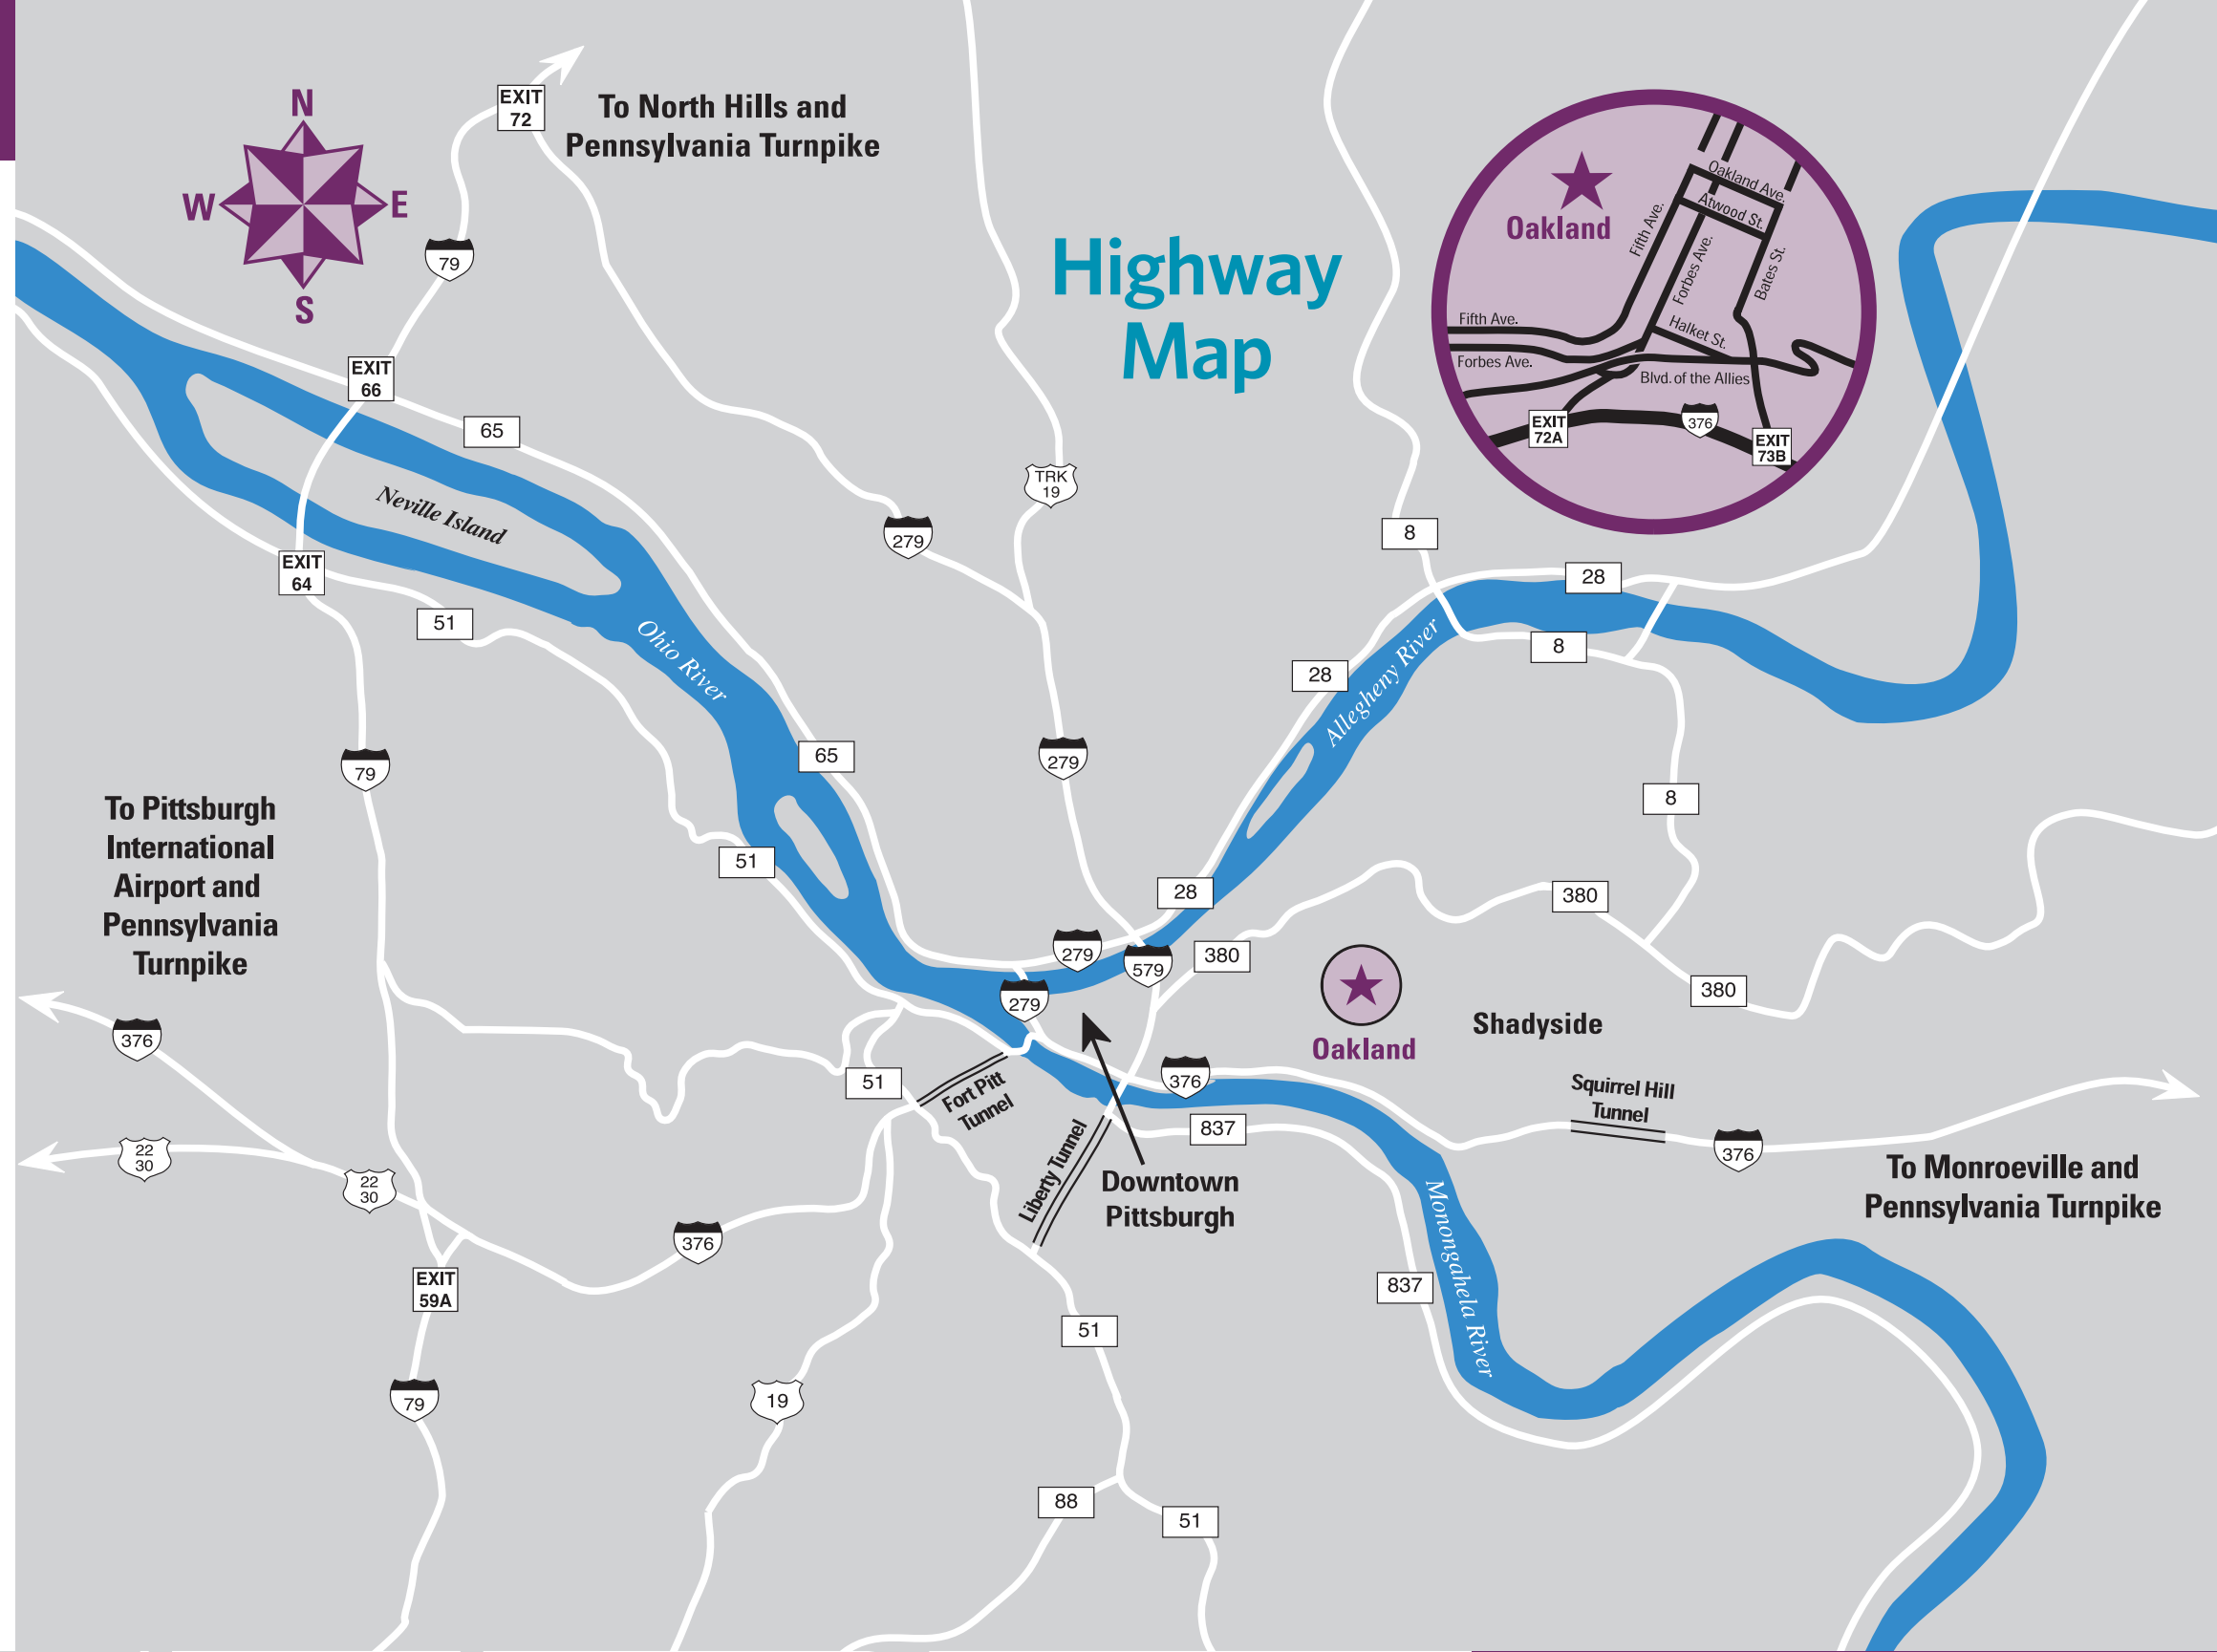 Highway
Map
N
W
E
S
EXIT
72
To North Hills and
Pennsylvania Turnpike
79
EXIT
66
65
Neville Island
EXIT
64
51
Ohio River
279
TRK
19
8
28
8
28
Allegheny River
Oakland
Oakland Ave.
Atwood St.
Fifth Ave.
Forbes Ave.
Bates St.
Fifth Ave.
Halket St.
Forbes Ave.
Blvd. of the Allies
EXIT
72A
376
EXIT
73B
79
65
279
8
To Pittsburgh
International
Airport and
Pennsylvania
Turnpike
51
28
380
279
579
380
279
380
Oakland
Shadyside
376
51
Fort Pitt
Tunnel
376
Squirrel Hill
Tunnel
837
376
22
30
22
30
Liberty Tunnel
Downtown
Pittsburgh
To Monroeville and
Pennsylvania Turnpike
376
Monongahela River
837
EXIT
59A
51
79
19
88
51